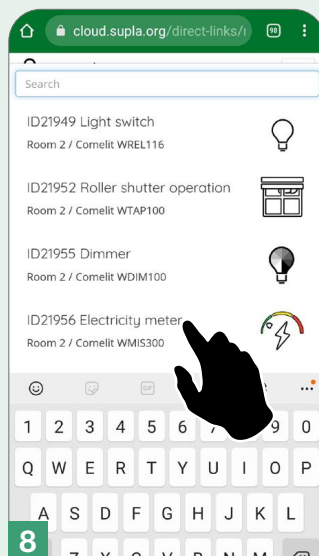 cloud.supla.org/direct-links/r 98
Search
ID21949 Light switch
Room 2 / Comelit WREL116
ID21952 Roller shutter operation
Room 2 / Comelit WTAP100
ID21955 Dimmer
Room 2 / Comelit WDIM100
ID21956 Electricity meter
Room 2 / Comelit WMIS300
GIF
1 2 3 4 5 6 7 9 0
Q W E R T Y U I O P
A S D F G H J K L
8